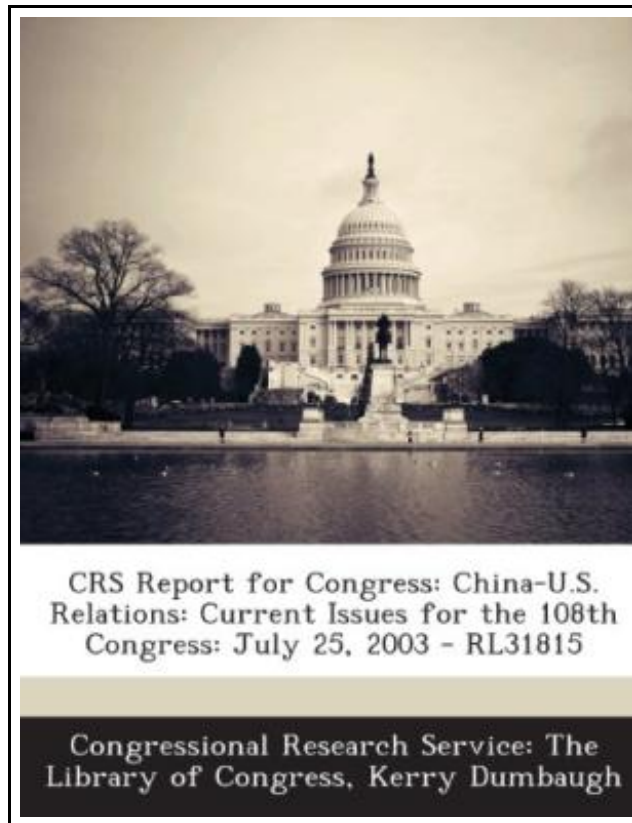 CRS Report for Congress: China-U.S.
Relations: Current Issues for the 108th
Congress: July 25, 2003 - RL31815
Congressional Research Service: The
Library of Congress, Kerry Dumbaugh